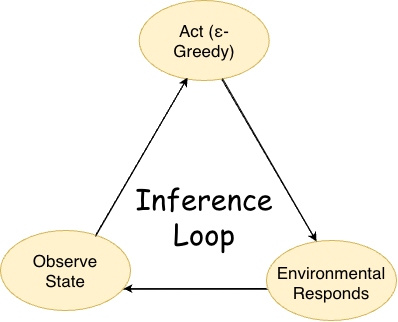 Act (ε-
Greedy)
Inference
Loop
Observe
State
Environmental
Responds